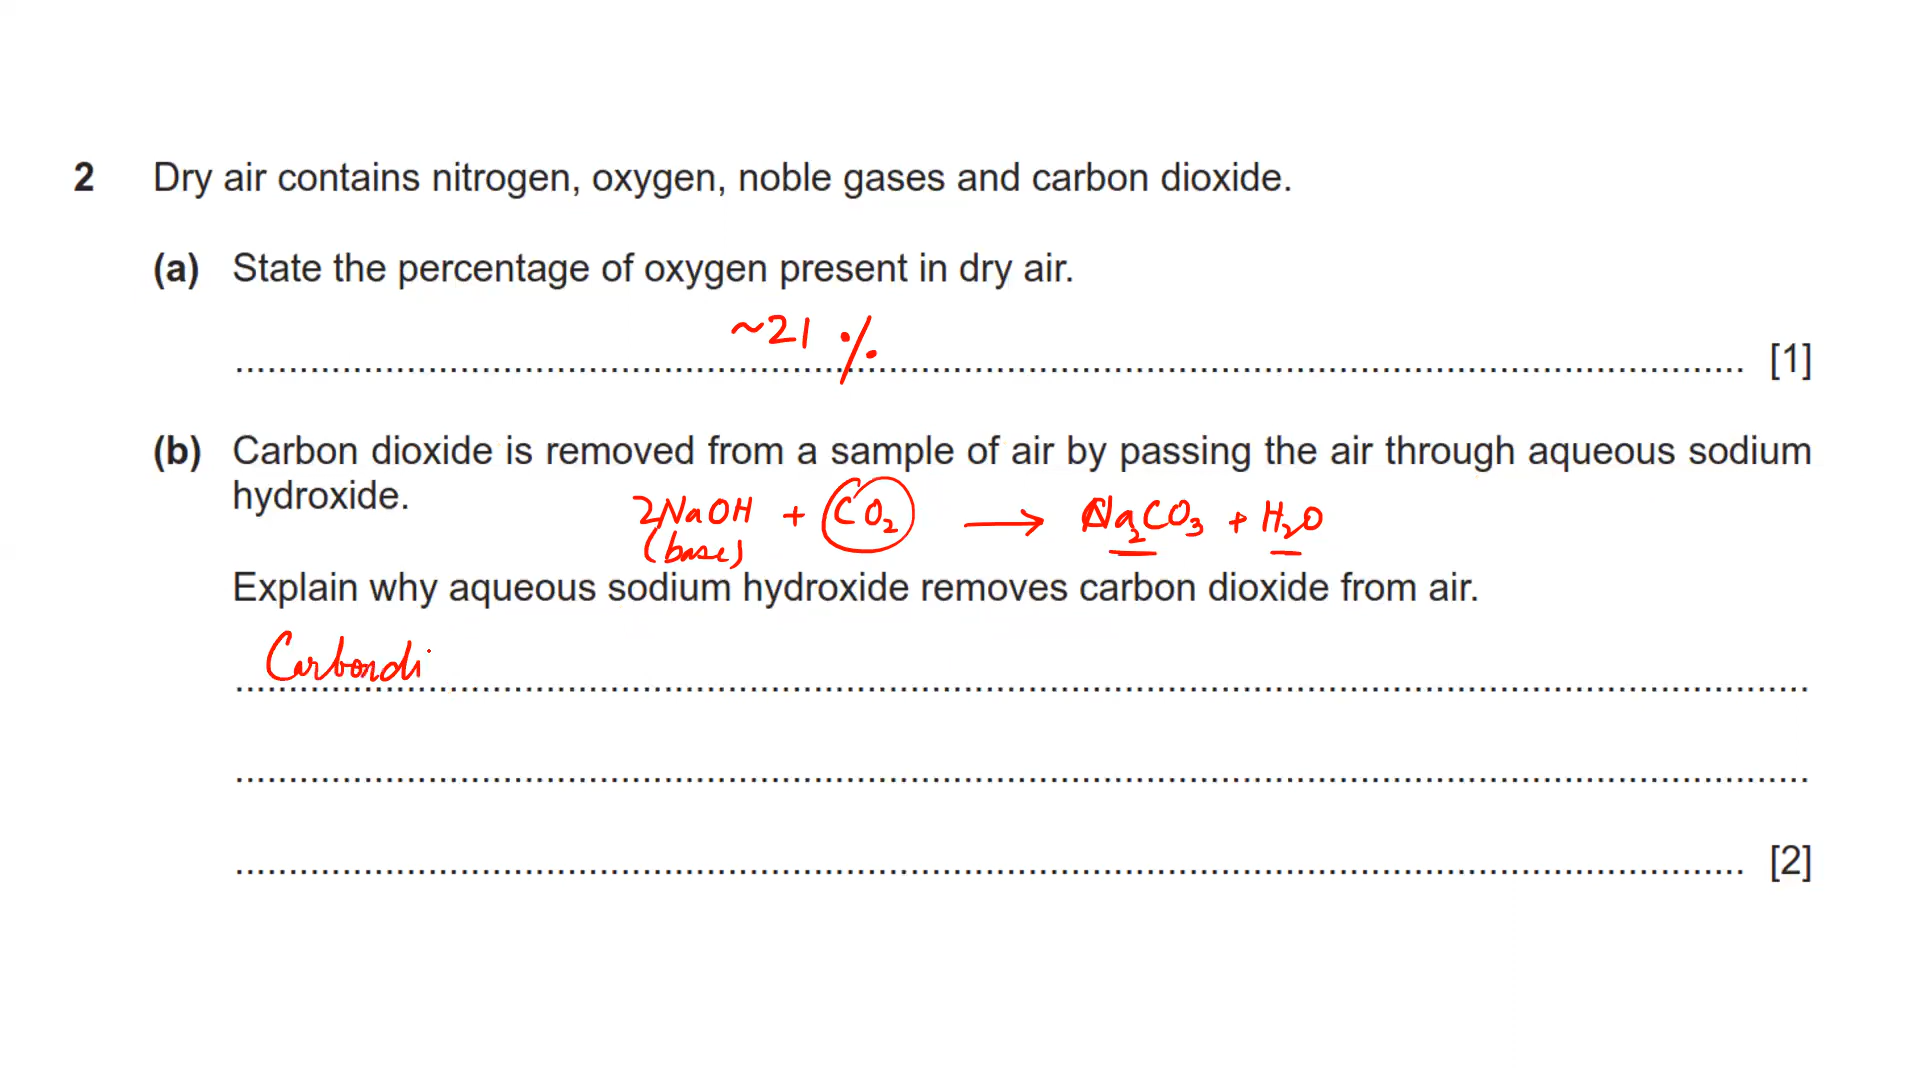 2 Dry air contains nitrogen, oxygen, noble gases and carbon dioxide.
(a) State the percentage of oxygen present in dry air.
~21 %
[1]
(b) Carbon dioxide is removed from a sample of air by passing the air through aqueous sodium
hydroxide.
2NaOH + CO₂ → Na₂CO₃ + H₂O
(base)
Explain why aqueous sodium hydroxide removes carbon dioxide from air.
Carbondi
[2]